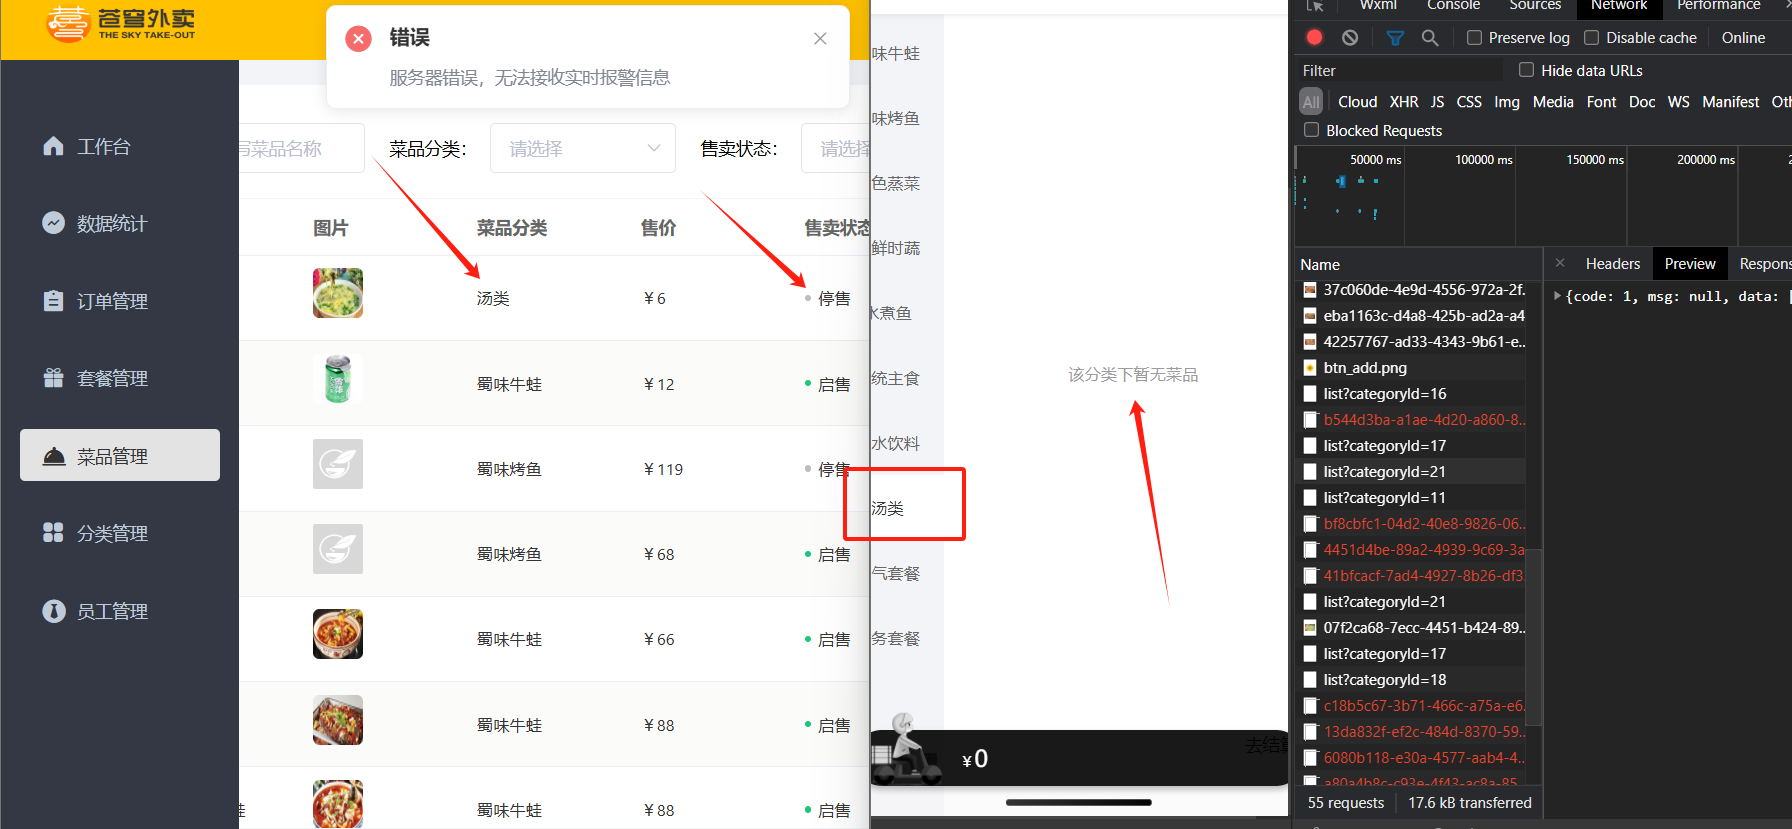 苍穹外卖
THE SKY TAKE-OUT
错误
服务器错误，无法接收实时报警信息
工作台
数据统计
订单管理
套餐管理
菜品管理
分类管理
员工管理
写菜品名称
菜品分类：
请选择
售卖状态：
请选择
图片
菜品分类
售价
售卖状态
汤类
￥6
停售
蜀味牛蛙
￥12
启售
蜀味烤鱼
￥119
停售
蜀味烤鱼
￥68
启售
蜀味牛蛙
￥66
启售
蜀味牛蛙
￥88
启售
蜀味牛蛙
￥88
启售
味牛蛙
味烤鱼
色蒸菜
鲜时蔬
水煮鱼
统主食
水饮料
汤类
气套餐
务套餐
该分类下暂无菜品
¥0
去结算
Wxml
Console
Sources
Network
Performance
Preserve log
Disable cache
Online
Filter
Hide data URLs
All
Cloud
XHR
JS
CSS
Img
Media
Font
Doc
WS
Manifest
Oth
Blocked Requests
50000 ms
100000 ms
150000 ms
200000 ms
2
Name
Headers
Preview
Respons
37c060de-4e9d-4556-972a-2f...
{code: 1, msg: null, data: [
eba1163c-d4a8-425b-ad2a-a4
42257767-ad33-4343-9b61-e...
btn_add.png
list?categoryId=16
b544d3ba-a1ae-4d20-a860-8...
list?categoryId=17
list?categoryId=21
list?categoryId=11
bf8cbfc1-04d2-40e8-9826-06...
4451d4be-89a2-4939-9c69-3a
41bfcacf-7ad4-4927-8b26-df3
list?categoryId=21
07f2ca68-7ecc-4451-b424-89...
list?categoryId=17
list?categoryId=18
c18b5c67-3b71-466c-a75a-e6...
13da832f-ef2c-484d-8370-59...
6080b118-e30a-4577-aab4-4...
a80a4b8c-c93e-4f43-ac8a-85
55 requests
17.6 kB transferred